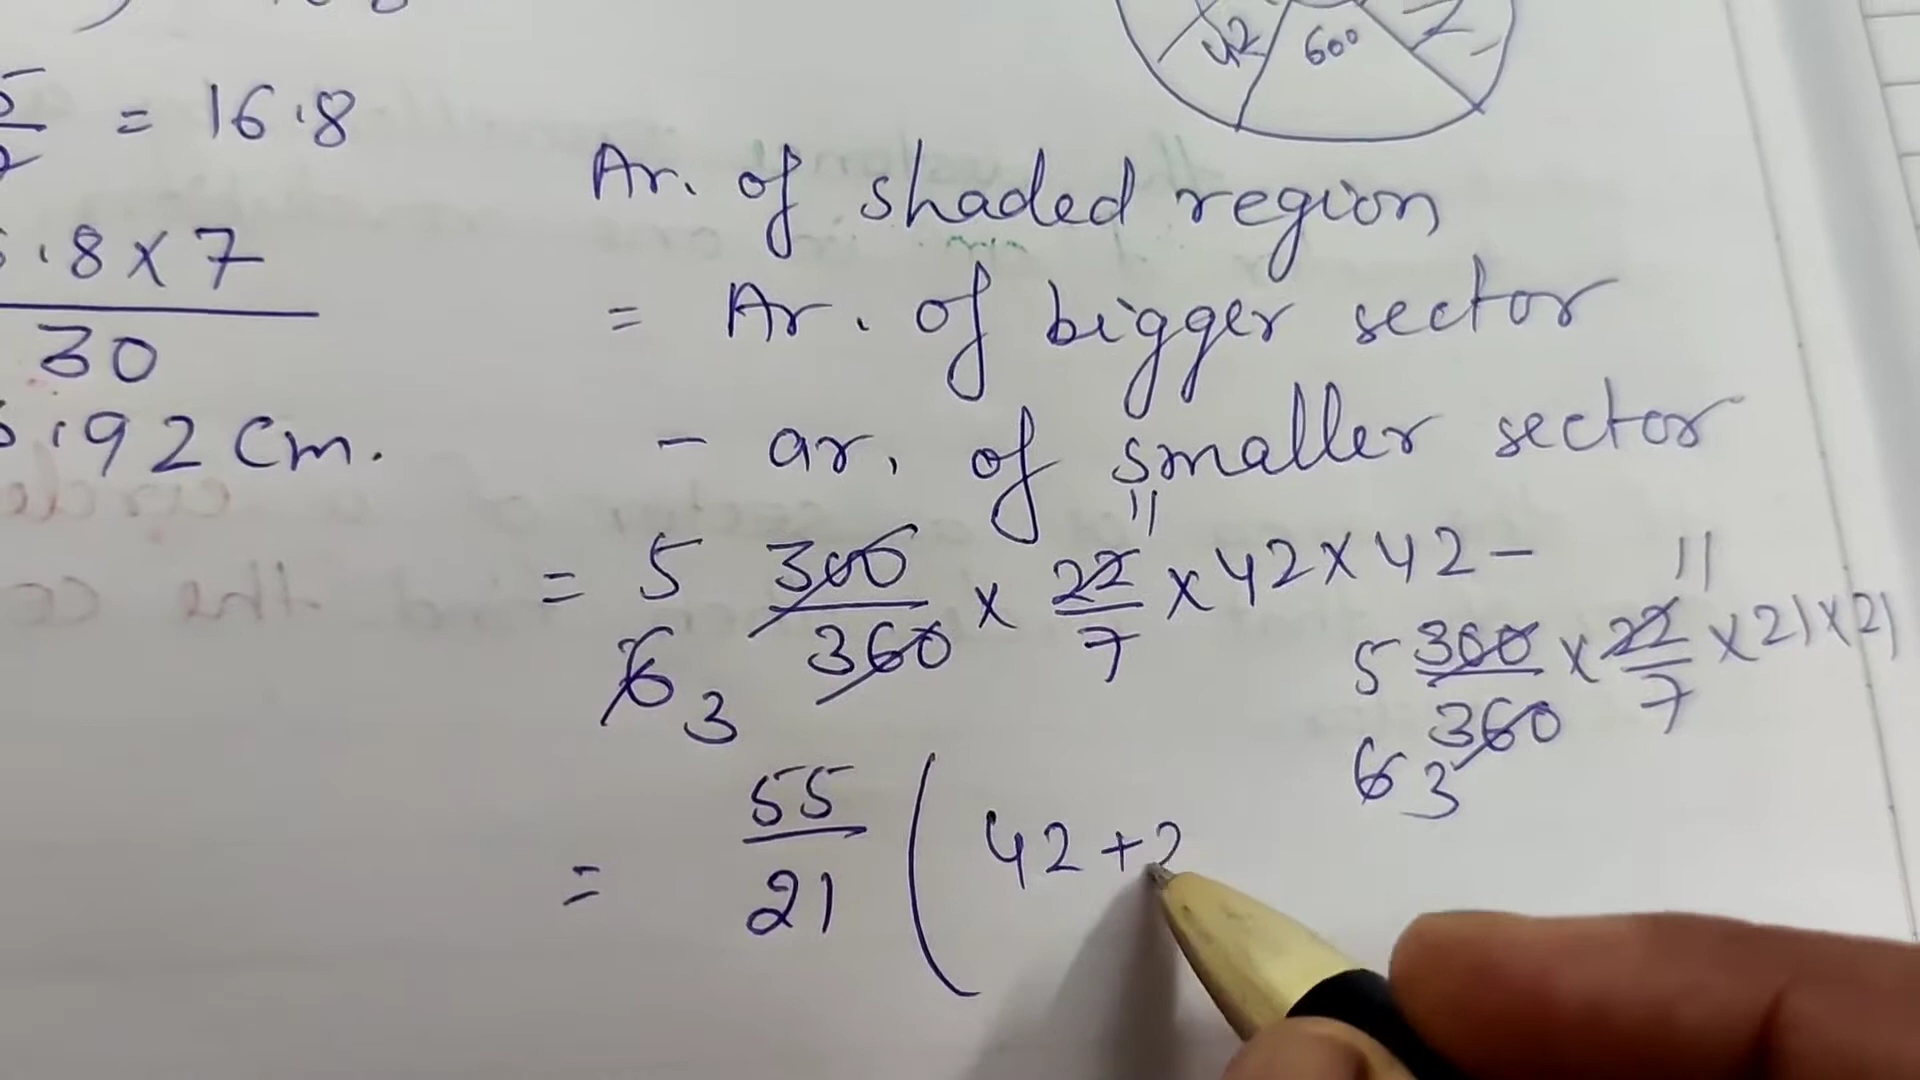 = 16.8
.8 x 7
30
.92 cm.
42 60°
Ar. of shaded region
= Ar. of bigger sector
- ar. of smaller sector
11
= 5 300 x 22 x 42 x 42 -
6 3 360 7
11
5 300 x 22 x 21 x 21
6 3 360 7
= 55 ( 42 + 2
21